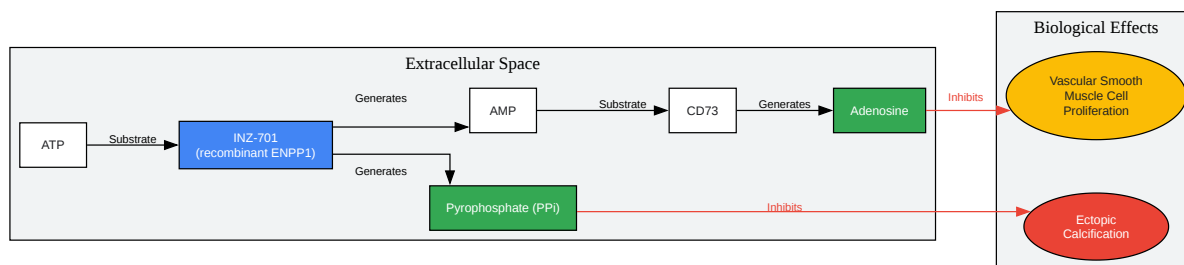 Biological Effects
Extracellular Space
Vascular Smooth
Muscle Cell
Proliferation
Generates
AMP
Substrate
CD73
Generates
Adenosine
Inhibits
ATP
Substrate
INZ-701
(recombinant ENPP1)
Generates
Pyrophosphate (PPi)
Inhibits
Ectopic
Calcification